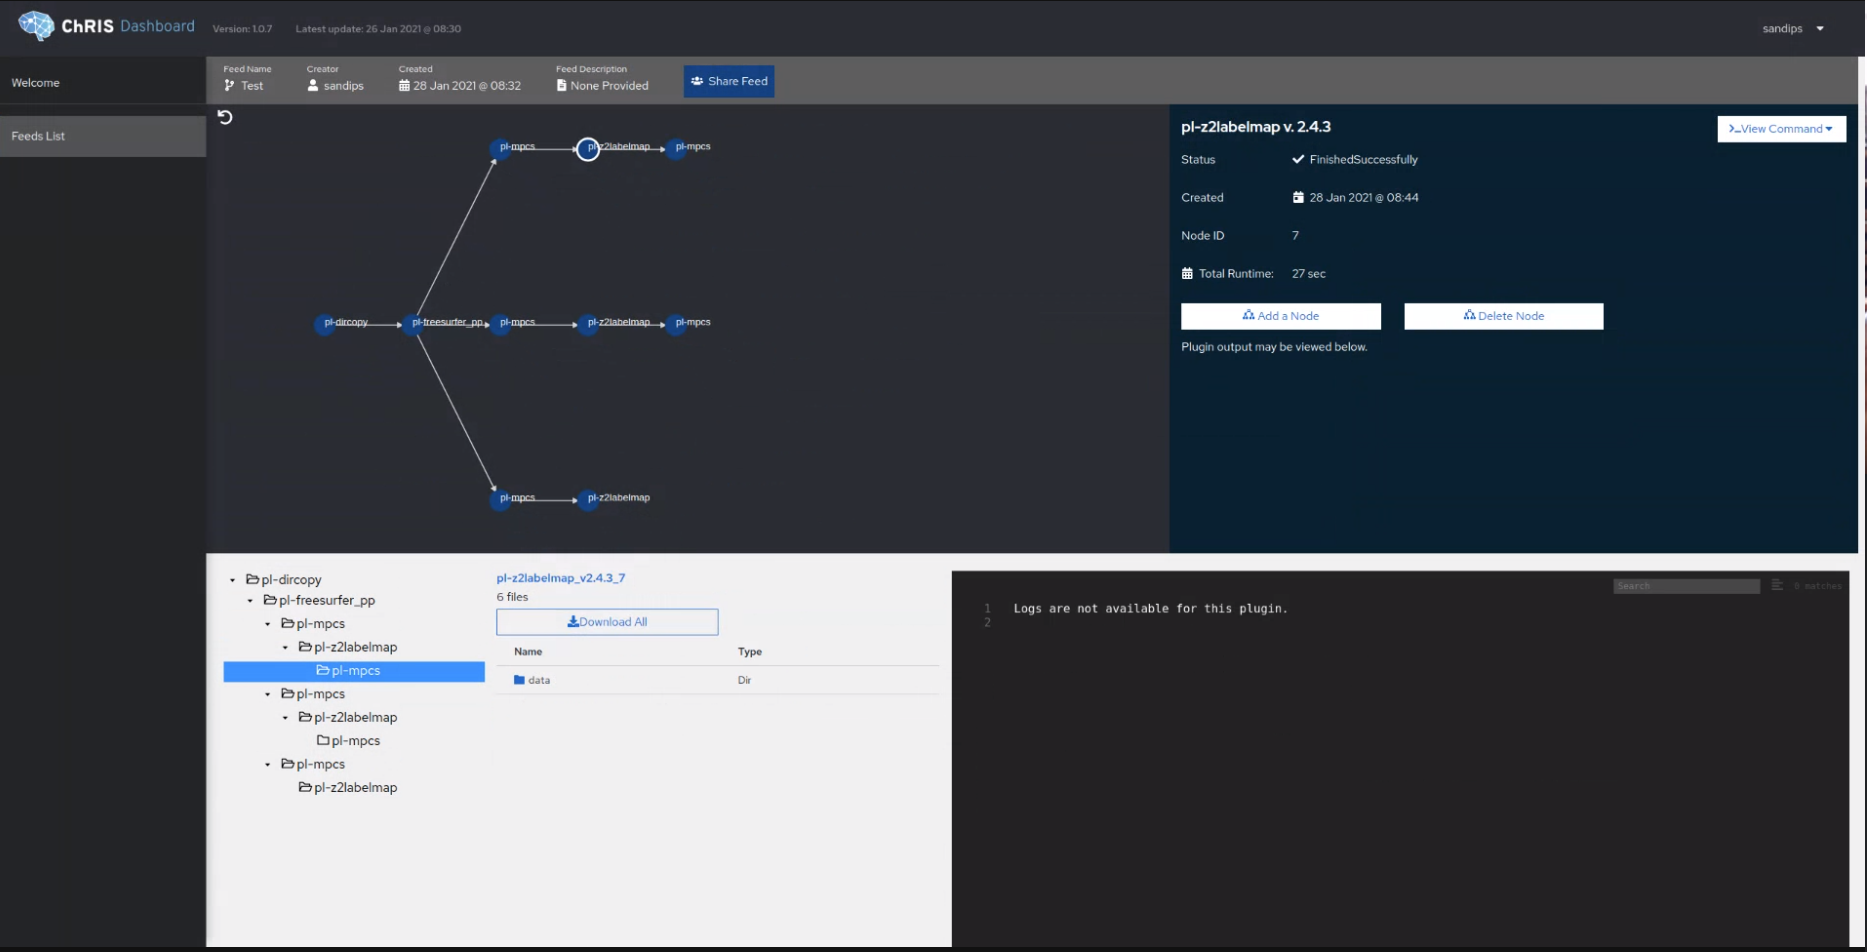 ChRIS Dashboard
Version: 1.0.7
Latest update: 26 Jan 2021 @ 08:30
sandips
Welcome
Feeds List
Feed Name
Test
Creator
sandips
Created
28 Jan 2021 @ 08:32
Feed Description
None Provided
Share Feed
pl-mpcs
pl-z2labelmap
pl-mpcs
pl-dircopy
pl-freesurfer_pp
pl-mpcs
pl-z2labelmap
pl-mpcs
pl-mpcs
pl-z2labelmap
pl-z2labelmap v. 2.4.3
>_View Command
Status
FinishedSuccessfully
Created
28 Jan 2021 @ 08:44
Node ID
7
Total Runtime:
27 sec
Add a Node
Delete Node
Plugin output may be viewed below.
pl-dircopy
pl-freesurfer_pp
pl-mpcs
pl-z2labelmap
pl-mpcs
pl-mpcs
pl-z2labelmap
pl-mpcs
pl-mpcs
pl-z2labelmap
pl-z2labelmap_v2.4.3_7
6 files
Download All
Name Type
data Dir
Search
0 matches
1 Logs are not available for this plugin.
2